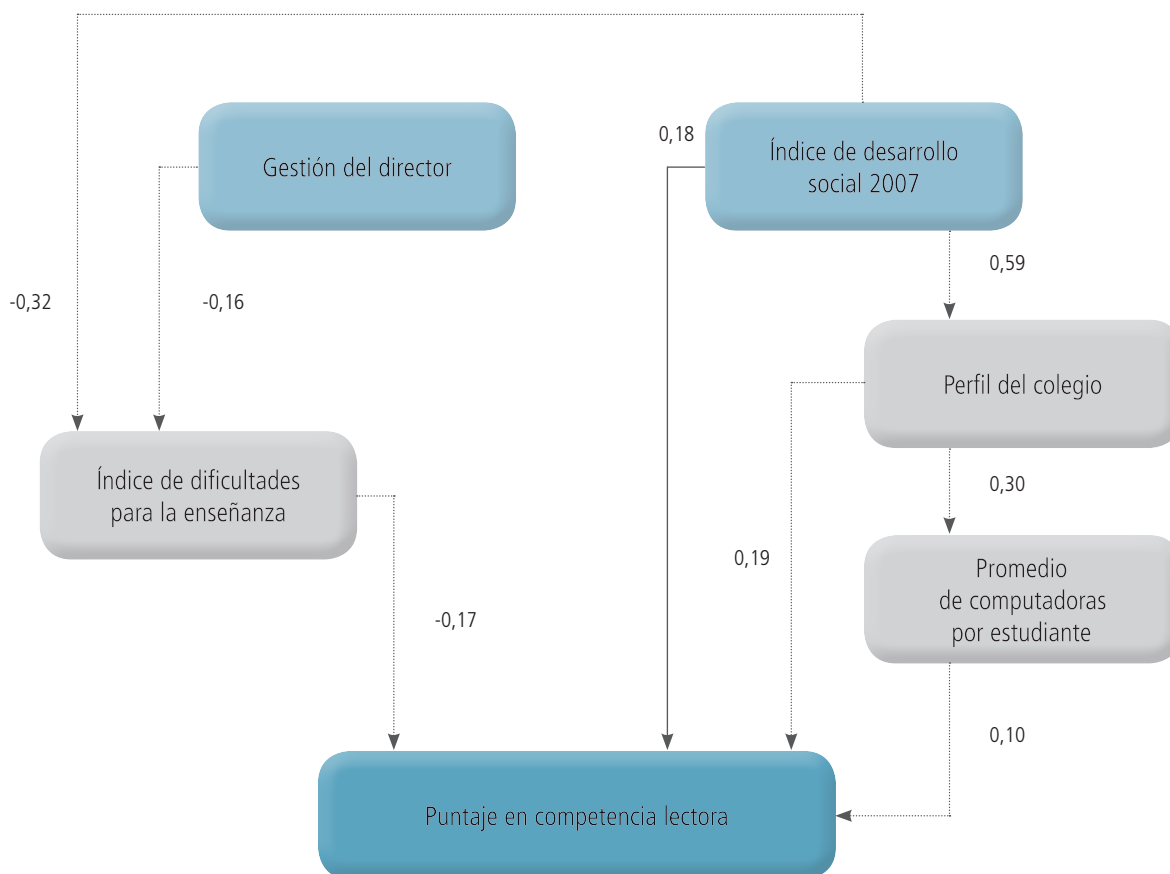 0,18
Gestión del director
Índice de desarrollo
social 2007
0,59
-0,32
-0,16
Perfil del colegio
Índice de dificultades
para la enseñanza
0,30
0,19
Promedio
de computadoras
por estudiante
-0,17
0,10
Puntaje en competencia lectora